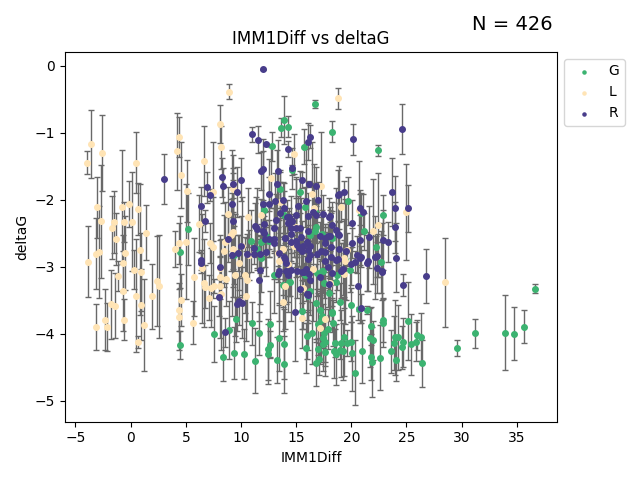 N = 426
IMM1Diff vs deltaG
G
L
R
deltaG
0
−1
−2
−3
−4
−5
−5 0 5 10 15 20 25 30 35
IMM1Diff